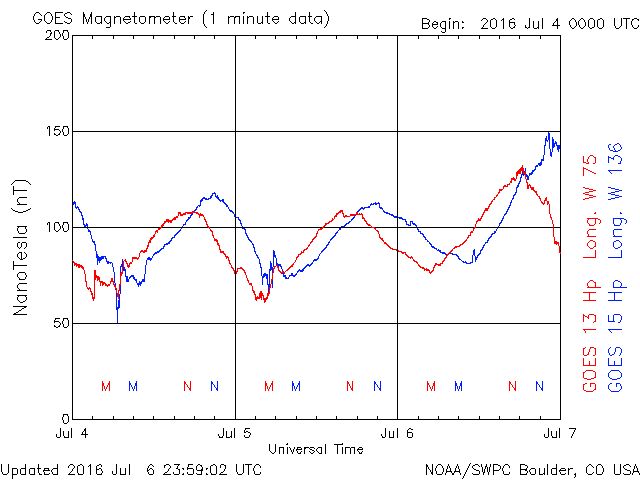 GOES Magnetometer (1 minute data)
Begin: 2016 Jul 4 0000 UTC
200
150
100
50
0
NanoTesla (nT)
M M N N M M N N M M N N
Jul 4 Jul 5 Jul 6 Jul 7
Universal Time
GOES 13 Hp Long. W 75
GOES 15 Hp Long. W 136
Updated 2016 Jul 6 23:59:02 UTC
NOAA/SWPC Boulder, CO USA